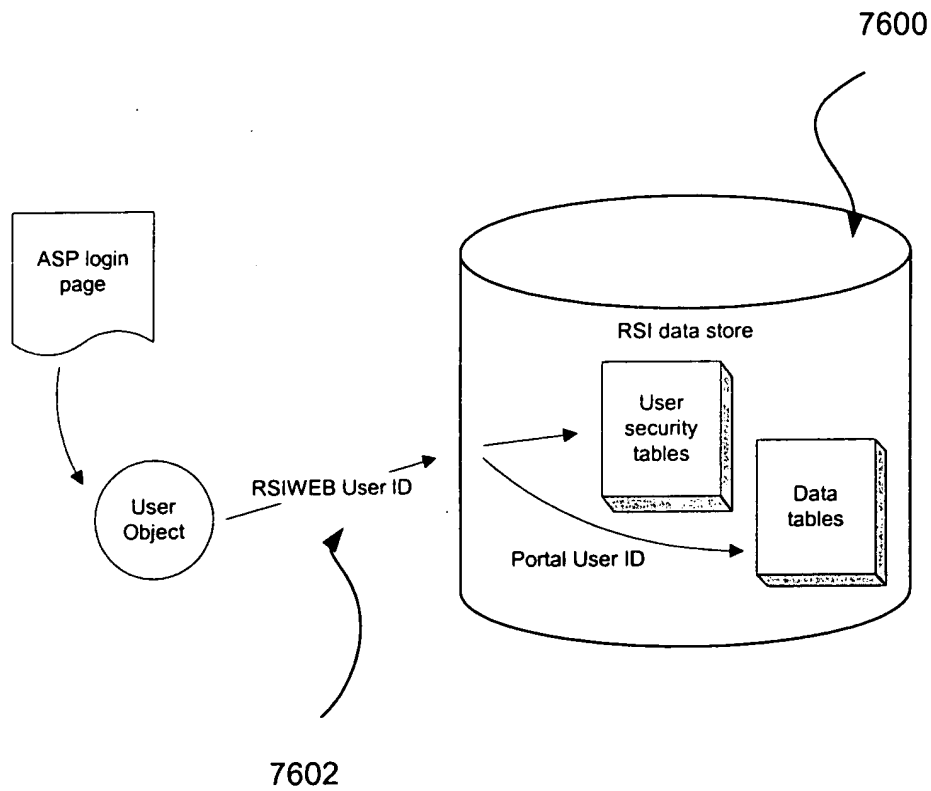 7600
ASP login
page
RSI data store
User
security
tables
RSIWEB User ID
User
Object
Data
tables
Portal User ID
7602